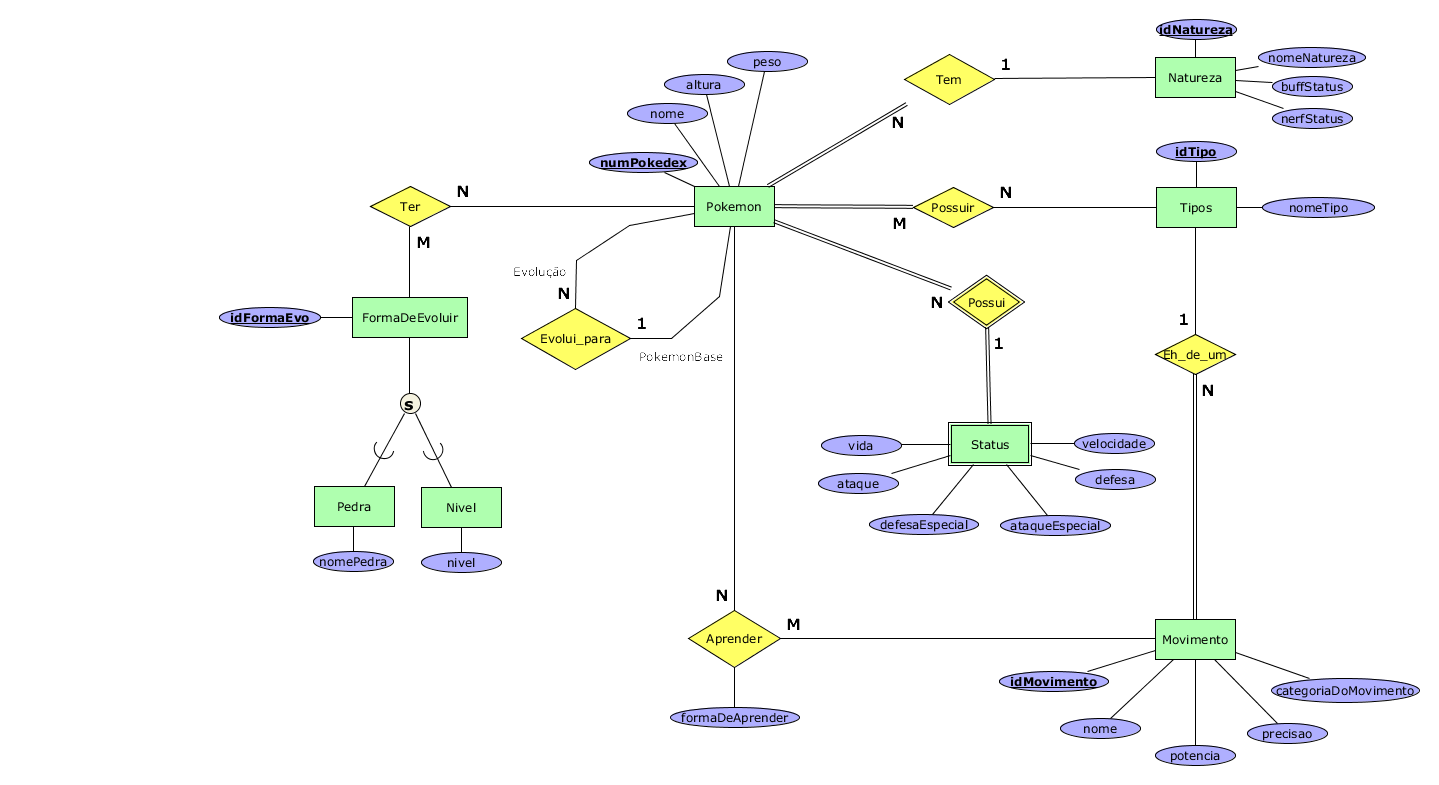 idNatureza
nomeNatureza
peso
1
Tem
Natureza
altura
buffStatus
nome
N
nerfStatus
idTipo
numPokedex
N
N
Ter
Pokemon
Possuir
Tipos
nomeTipo
M
M
Evolução
N
N
Possui
idFormaEvo
FormaDeEvoluir
1
1
Evolui_para
1
PokemonBase
Eh_de_um
N
s
vida
Status
velocidade
ataque
defesa
Pedra
Nivel
defesaEspecial
ataqueEspecial
nomePedra
nivel
N
M
Aprender
Movimento
idMovimento
categoriaDoMovimento
formaDeAprender
nome
precisao
potencia